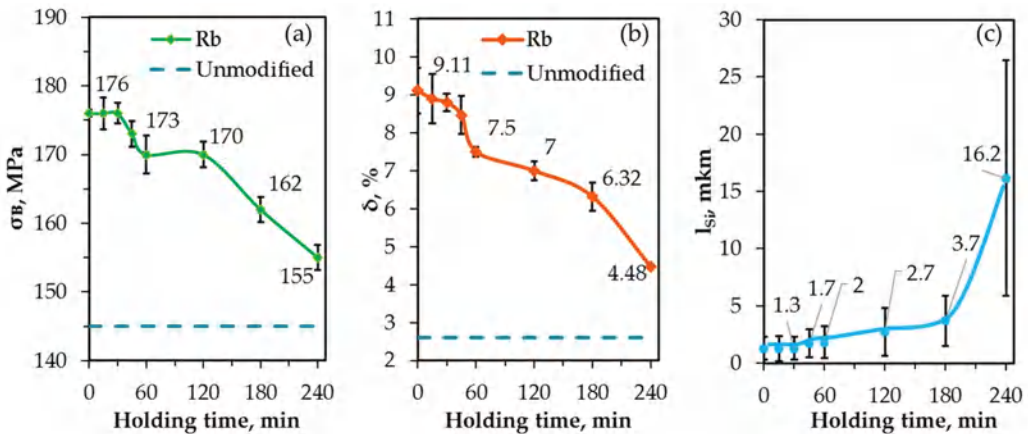 190
180
170
160
150
140
σв, MPa
(a)
Rb
Unmodified
176
173
170
162
155
0 60 120 180 240
Holding time, min
11
10
9
8
7
6
5
4
3
2
δ, %
(b)
Rb
Unmodified
9.11
7.5
7
6.32
4.48
0 60 120 180 240
Holding time, min
30
25
20
15
10
5
0
lSi, mkm
(c)
1.3
1.7
2
2.7
3.7
16.2
0 60 120 180 240
Holding time, min